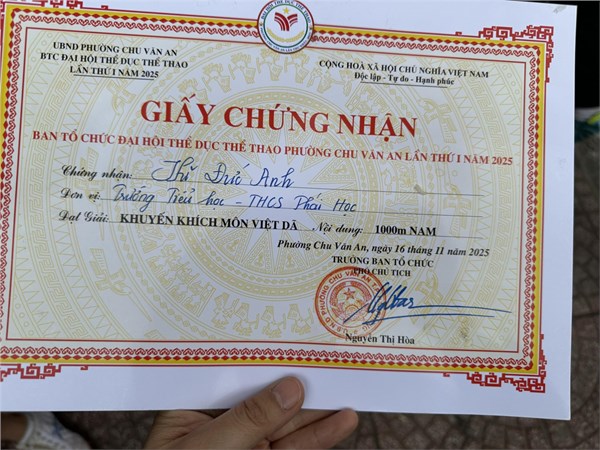 UBND PHƯỜNG CHU VĂN AN
BTC ĐẠI HỘI THỂ DỤC THỂ THAO
LẦN THỨ I NĂM 2025
CỘNG HOÀ XÃ HỘI CHỦ NGHĨA VIỆT NAM
Độc lập - Tự do - Hạnh phúc
GIẤY CHỨNG NHẬN
BAN TỔ CHỨC ĐẠI HỘI THỂ DỤC THỂ THAO PHƯỜNG CHU VĂN AN LẦN THỨ I NĂM 2025
Chứng nhận: Đức Anh
Đơn vị: Trường Tiểu học - THCS
Đạt Giải: KHUYẾN KHÍCH MÔN VIỆT DÃ Nội dung: 1000m NAM
Phường Chu Văn An, ngày 16 tháng 11 năm 2025
TRƯỞNG BAN TỔ CHỨC
PHÓ CHỦ TỊCH
Nguyễn Thị Hòa